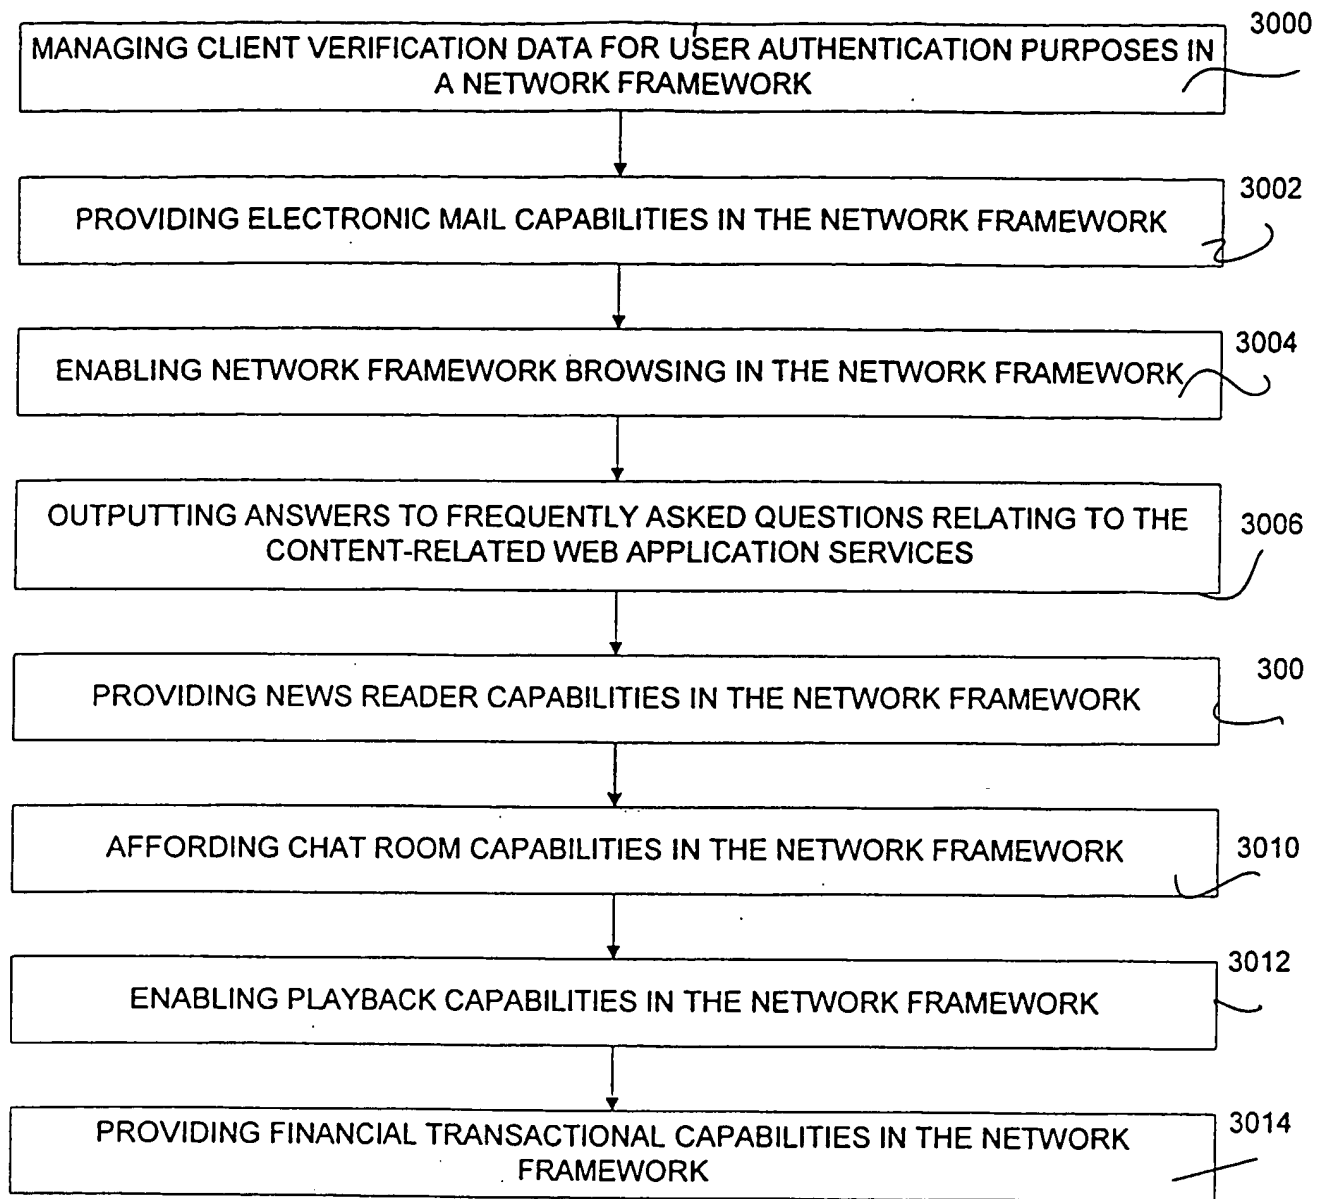 3000
MANAGING CLIENT VERIFICATION DATA FOR USER AUTHENTICATION PURPOSES IN
A NETWORK FRAMEWORK
3002
PROVIDING ELECTRONIC MAIL CAPABILITIES IN THE NETWORK FRAMEWORK
3004
ENABLING NETWORK FRAMEWORK BROWSING IN THE NETWORK FRAMEWORK
OUTPUTTING ANSWERS TO FREQUENTLY ASKED QUESTIONS RELATING TO THE
CONTENT-RELATED WEB APPLICATION SERVICES
3006
300
PROVIDING NEWS READER CAPABILITIES IN THE NETWORK FRAMEWORK
AFFORDING CHAT ROOM CAPABILITIES IN THE NETWORK FRAMEWORK
3010
3012
ENABLING PLAYBACK CAPABILITIES IN THE NETWORK FRAMEWORK
3014
PROVIDING FINANCIAL TRANSACTIONAL CAPABILITIES IN THE NETWORK
FRAMEWORK